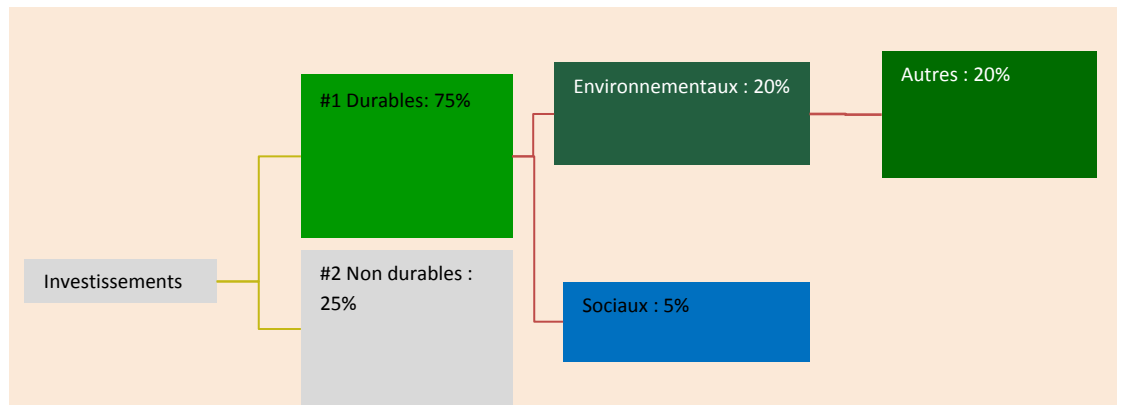 Investissements
#1 Durables: 75%
#2 Non durables :
25%
Environnementaux : 20%
Sociaux : 5%
Autres : 20%